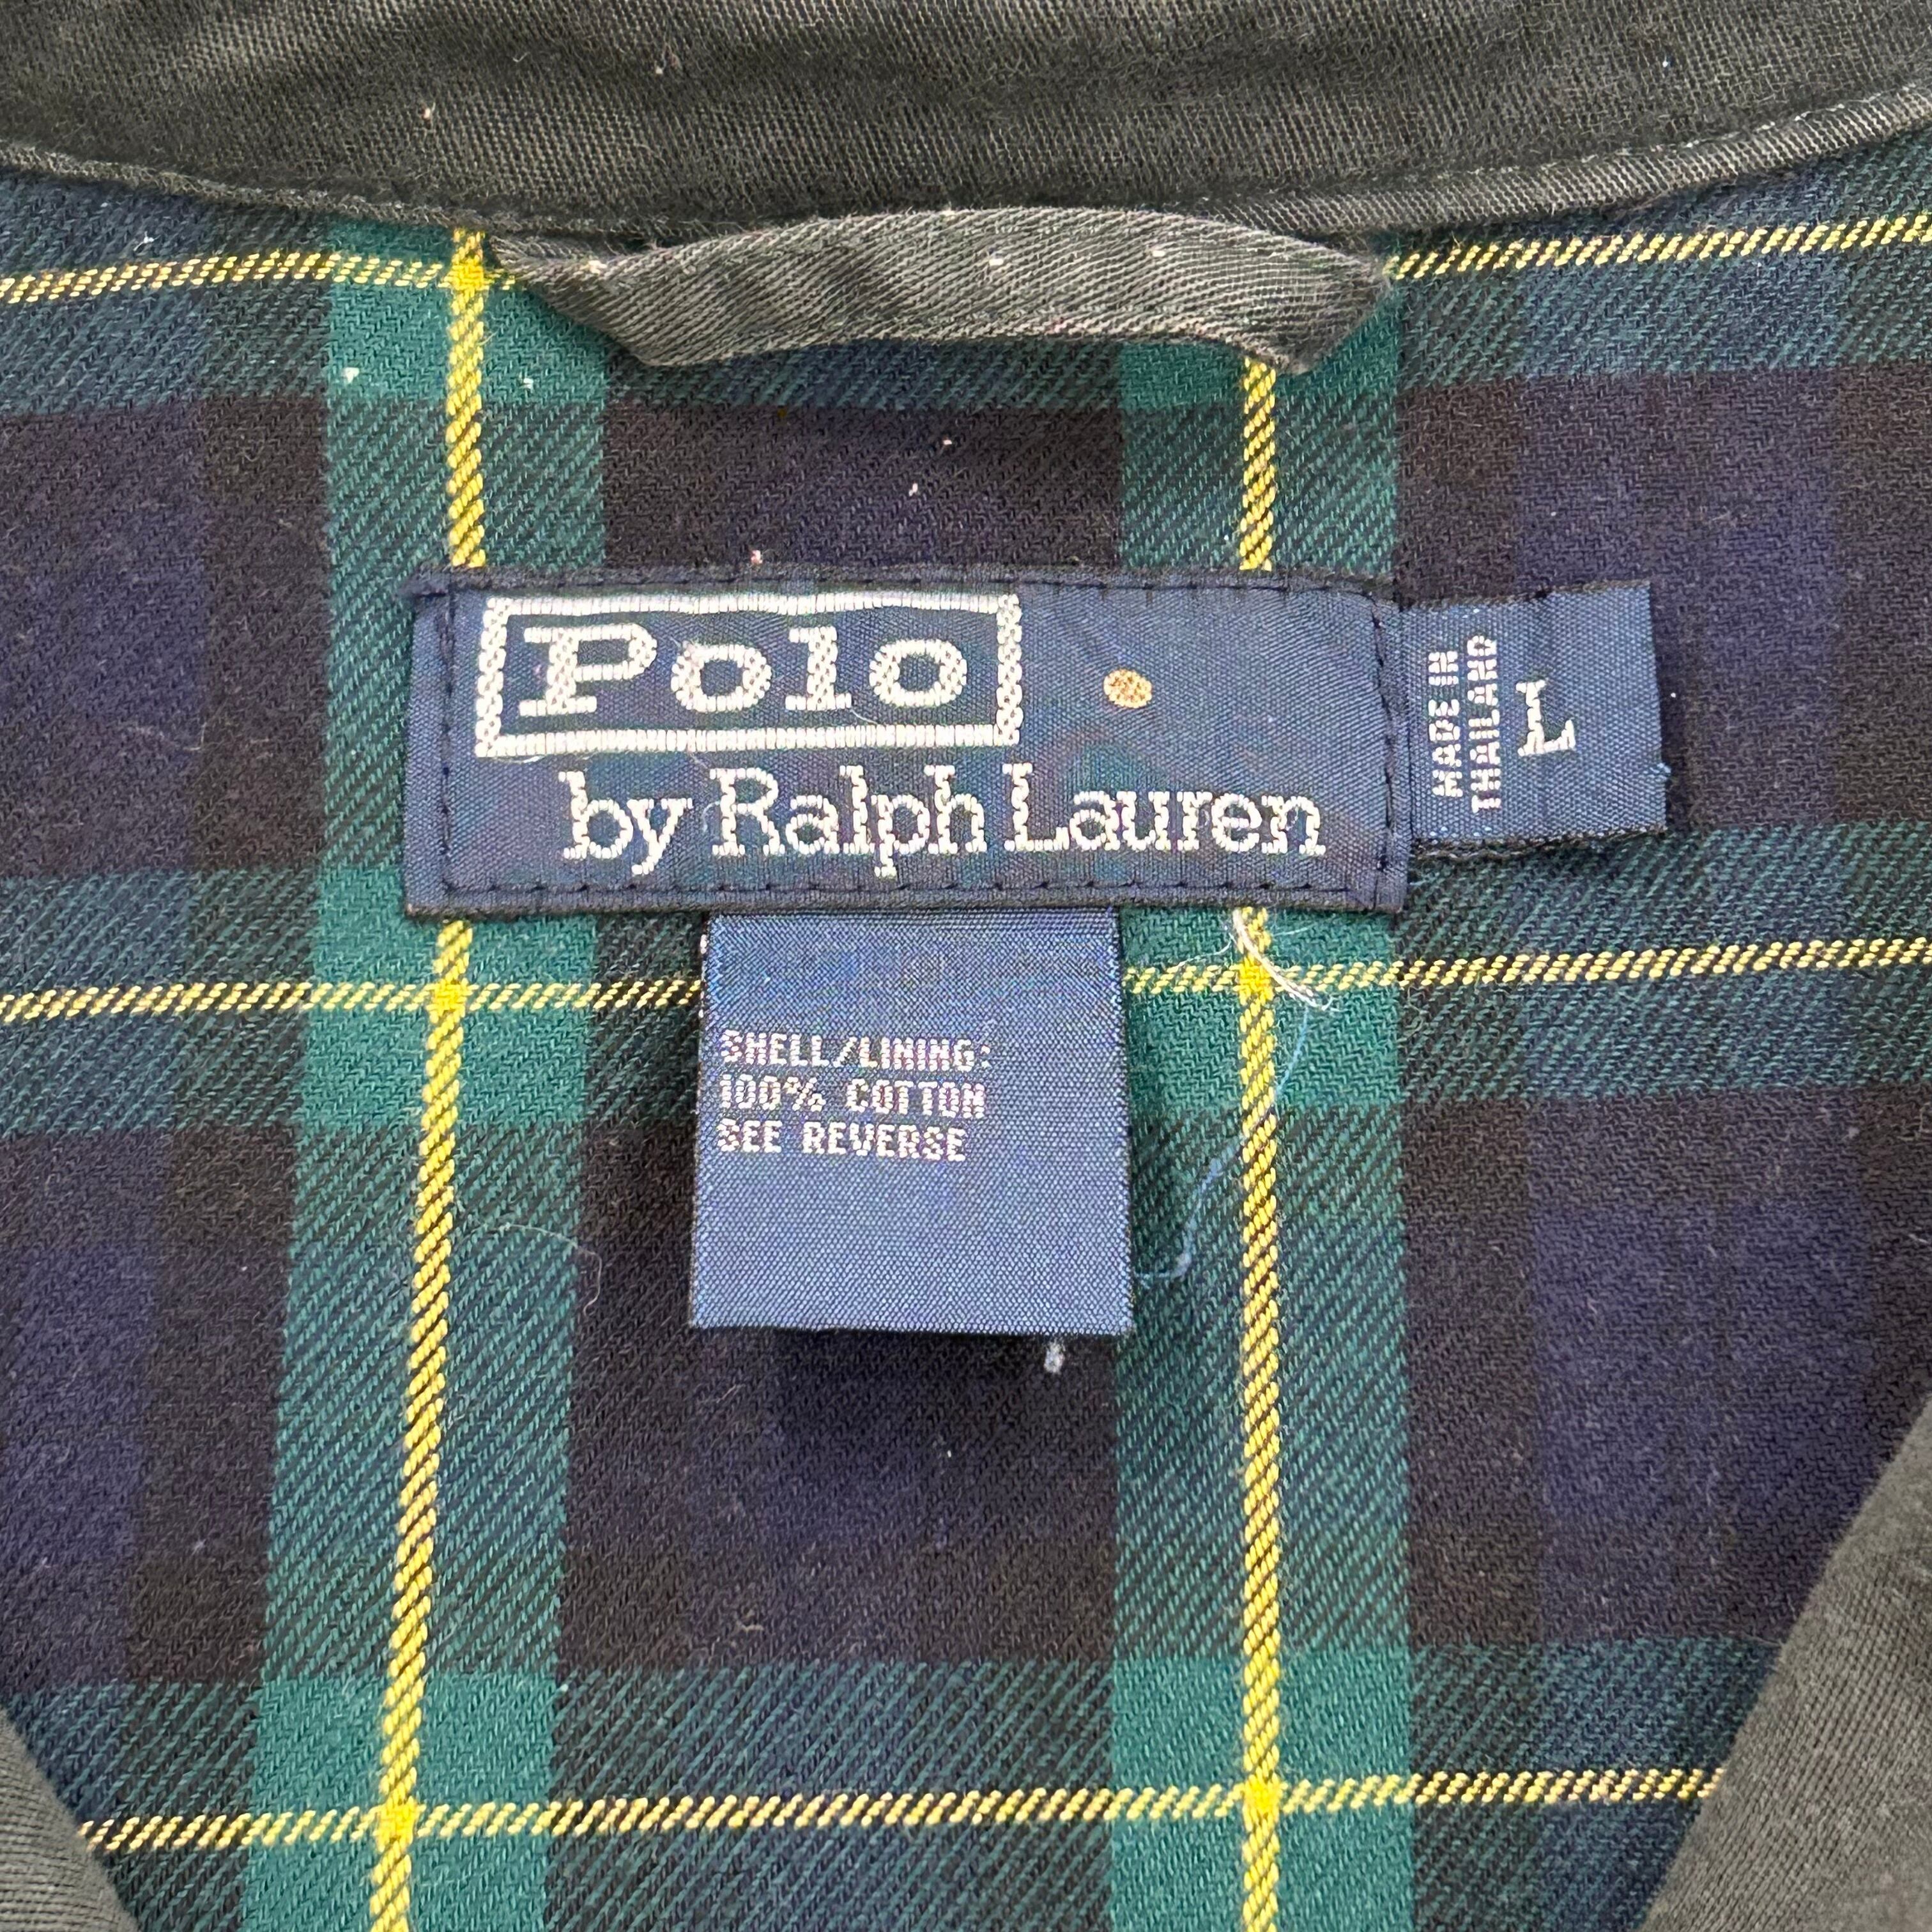 Polo
by Ralph Lauren
MADE IN
THAILAND
L
SHELL/LINING:
100% COTTON
SEE REVERSE